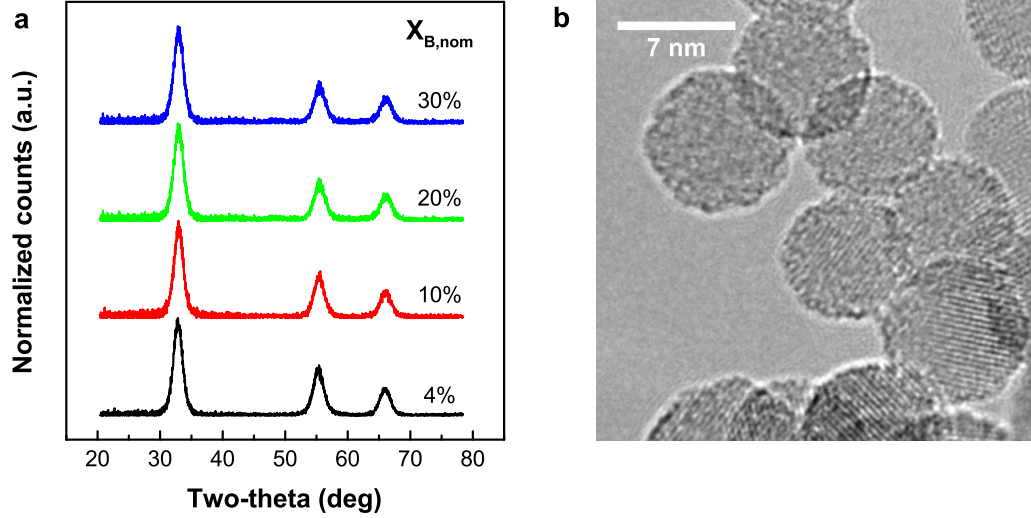 a
X_B,nom
30%
20%
10%
4%
Normalized counts (a.u.)
20 30 40 50 60 70 80
Two-theta (deg)
b
7 nm